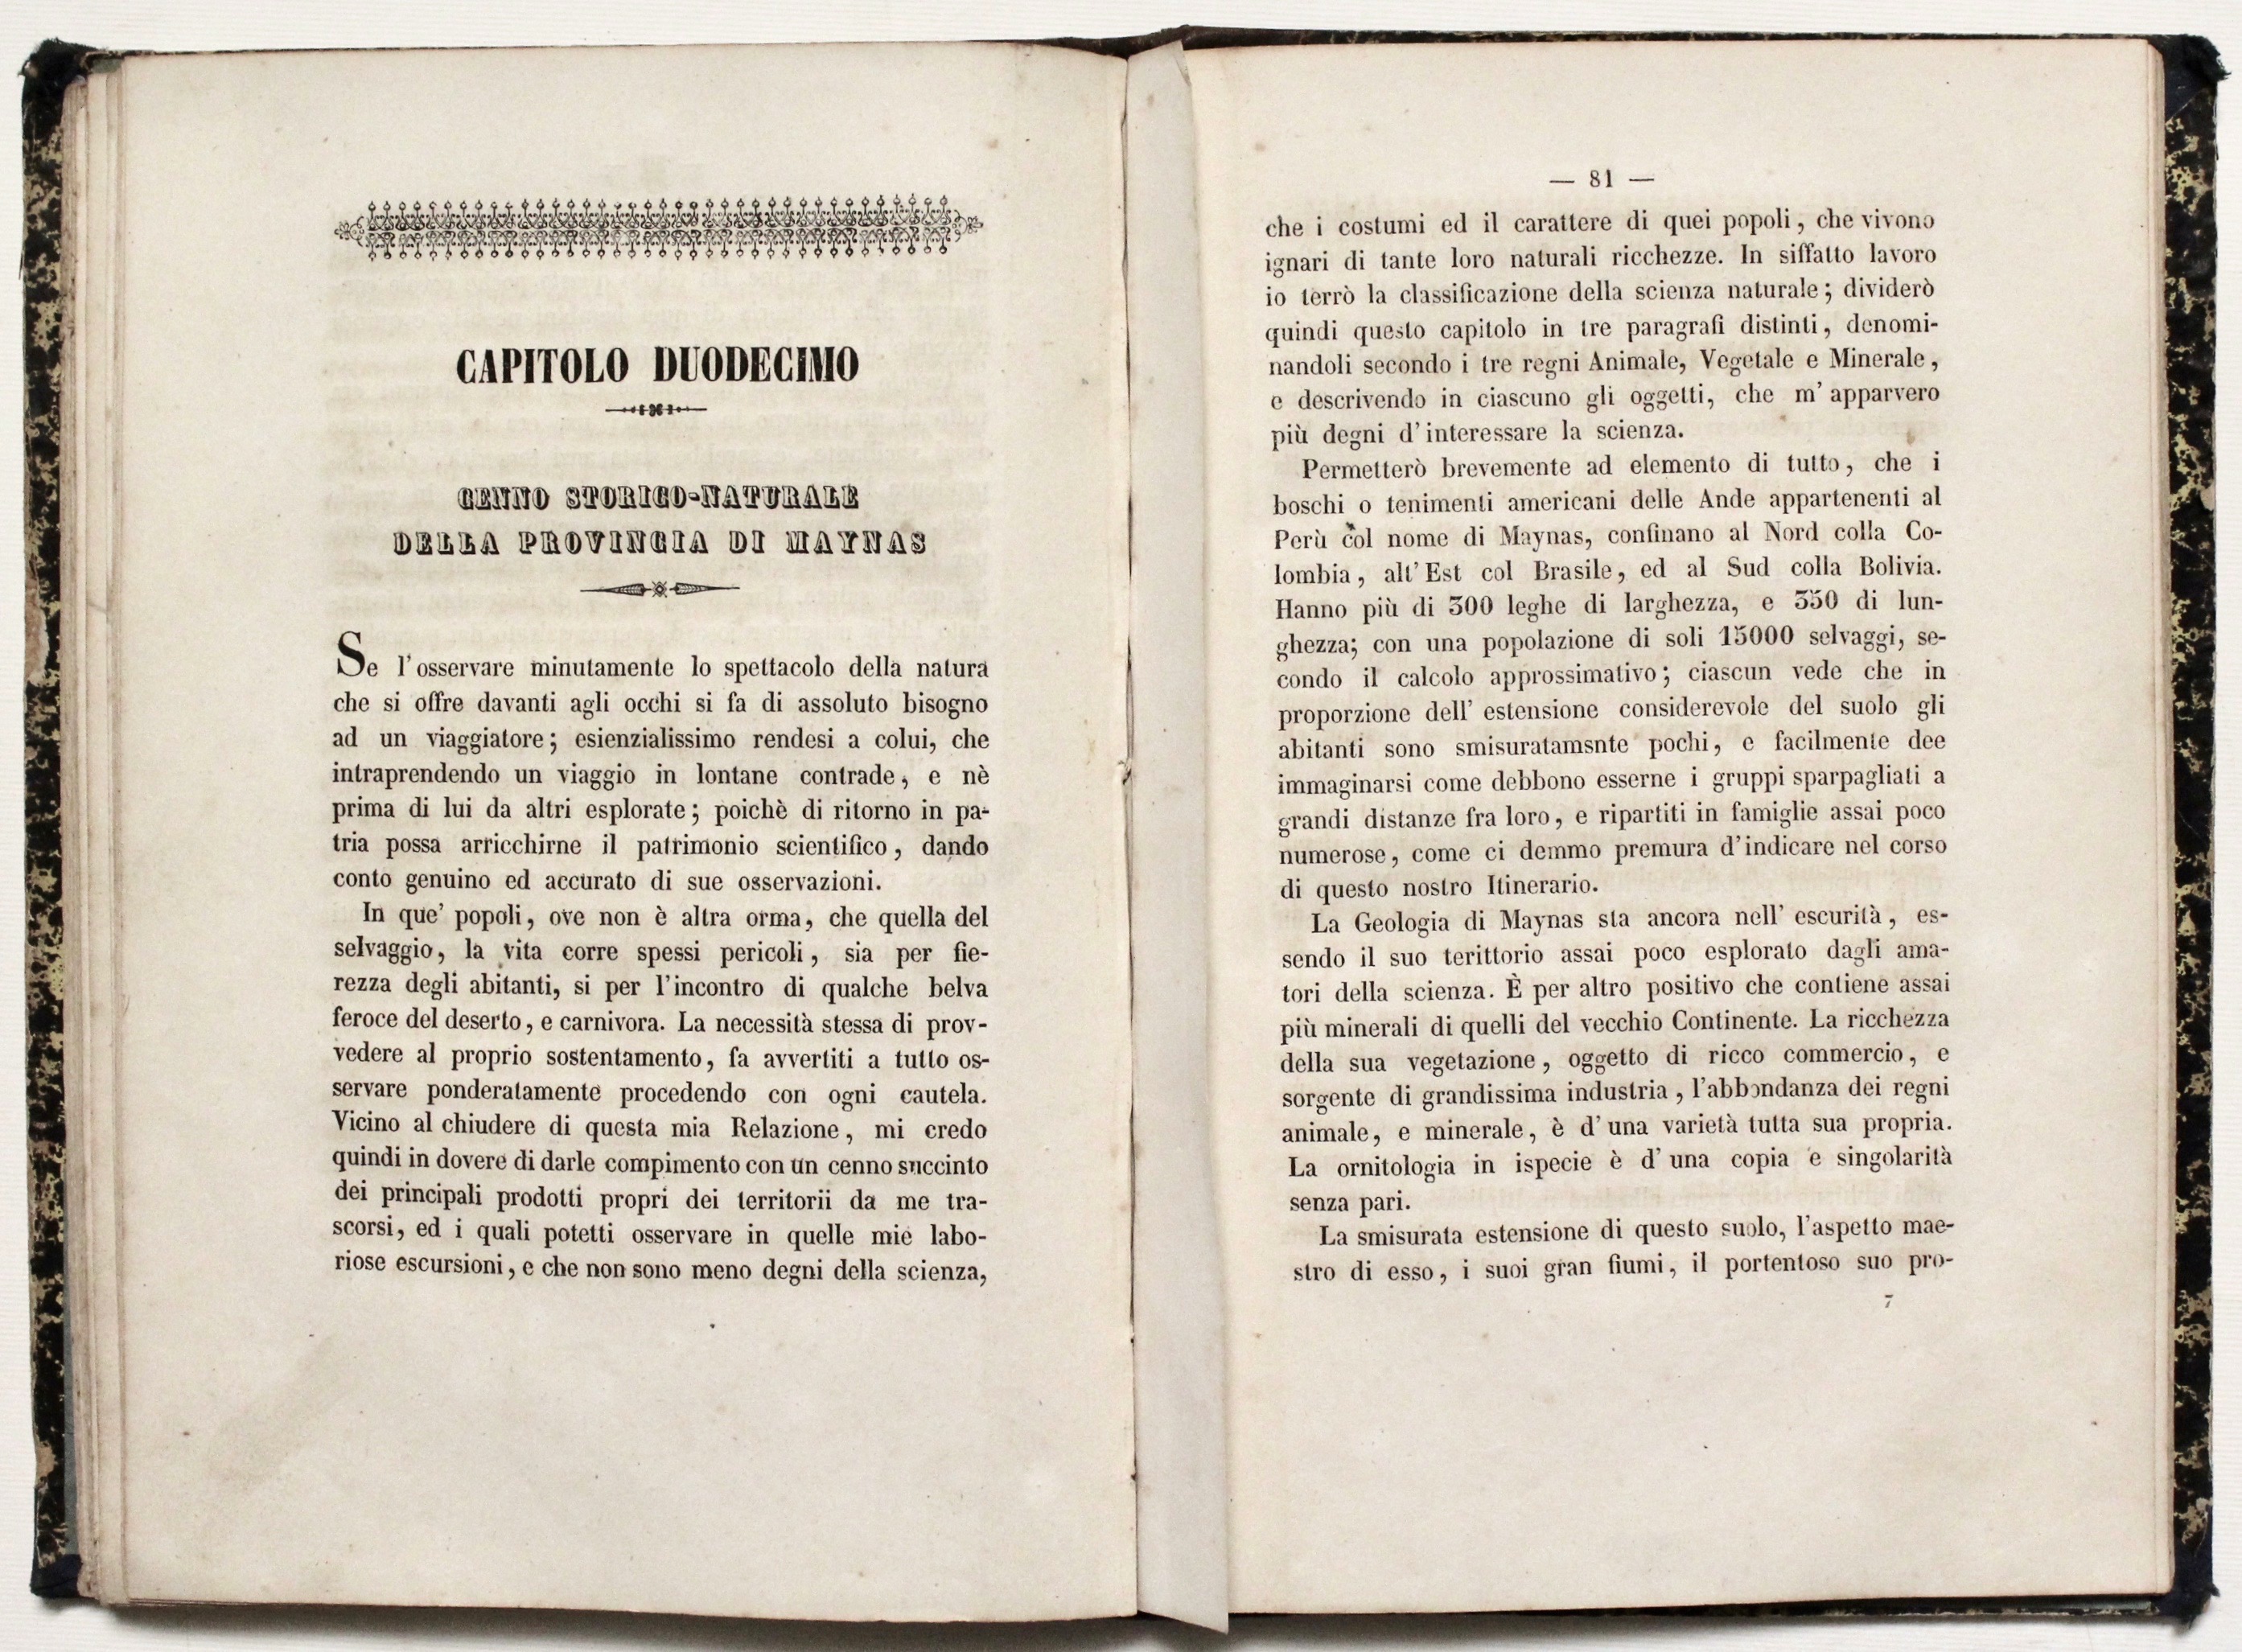 CAPITOLO DUODECIMO
CENNO STORICO-NATURALE
DELLA PROVINCIA DI MAYNAS
Se l'osservare minutamente lo spettacolo della natura
che si offre davanti agli occhi si fa di assoluto bisogno
ad un viaggiatore; esienzialissimo rendesi a colui, che
intraprendendo un viaggio in lontane contrade, e nè
prima di lui da altri esplorate; poichè di ritorno in pa-
tria possa arricchirne il patrimonio scientifico, dando
conto genuino ed accurato di sue osservazioni.
In que' popoli, ove non è altra orma, che quella del
selvaggio, la vita corre spessi pericoli, sia per fie-
rezza degli abitanti, si per l'incontro di qualche belva
feroce del deserto, e carnivora. La necessità stessa di prov-
vedere al proprio sostentamento, fa avvertiti a tutto os-
servare ponderatamente procedendo con ogni cautela.
Vicino al chiudere di questa mia Relazione, mi credo
quindi in dovere di darle compimento con un cenno succinto
dei principali prodotti propri dei territorii da me tra-
scorsi, ed i quali potetti osservare in quelle mie labo-
riose escursioni, e che non sono meno degni della scienza,
— 81 —
che i costumi ed il carattere di quei popoli, che vivono
ignari di tante loro naturali ricchezze. In siffatto lavoro
io terrò la classificazione della scienza naturale; dividerò
quindi questo capitolo in tre paragrafi distinti, denomi-
nandoli secondo i tre regni Animale, Vegetale e Minerale,
e descrivendo in ciascuno gli oggetti, che m' apparvero
più degni d'interessare la scienza.
Permetterò brevemente ad elemento di tutto, che i
boschi o tenimenti americani delle Ande appartenenti al
Perù col nome di Maynas, confinano al Nord colla Co-
lombia, all'Est col Brasile, ed al Sud colla Bolivia.
Hanno più di 300 leghe di larghezza, e 350 di lun-
ghezza; con una popolazione di soli 15000 selvaggi, se-
condo il calcolo approssimativo; ciascun vede che in
proporzione dell' estensione considerevole del suolo gli
abitanti sono smisuratamsnte pochi, e facilmente dee
immaginarsi come debbono esserne i gruppi sparpagliati a
grandi distanze fra loro, e ripartiti in famiglie assai poco
numerose, come ci demmo premura d'indicare nel corso
di questo nostro Itinerario.
La Geologia di Maynas sta ancora nell' escurità, es-
sendo il suo terittorio assai poco esplorato dagli ama-
tori della scienza. È per altro positivo che contiene assai
più minerali di quelli del vecchio Continente. La ricchezza
della sua vegetazione, oggetto di ricco commercio, e
sorgente di grandissima industria, l'abbondanza dei regni
animale, e minerale, è d' una varietà tutta sua propria.
La ornitologia in ispecie è d' una copia e singolarità
senza pari.
La smisurata estensione di questo suolo, l'aspetto mae-
stro di esso, i suoi gran fiumi, il portentoso suo pro-
7